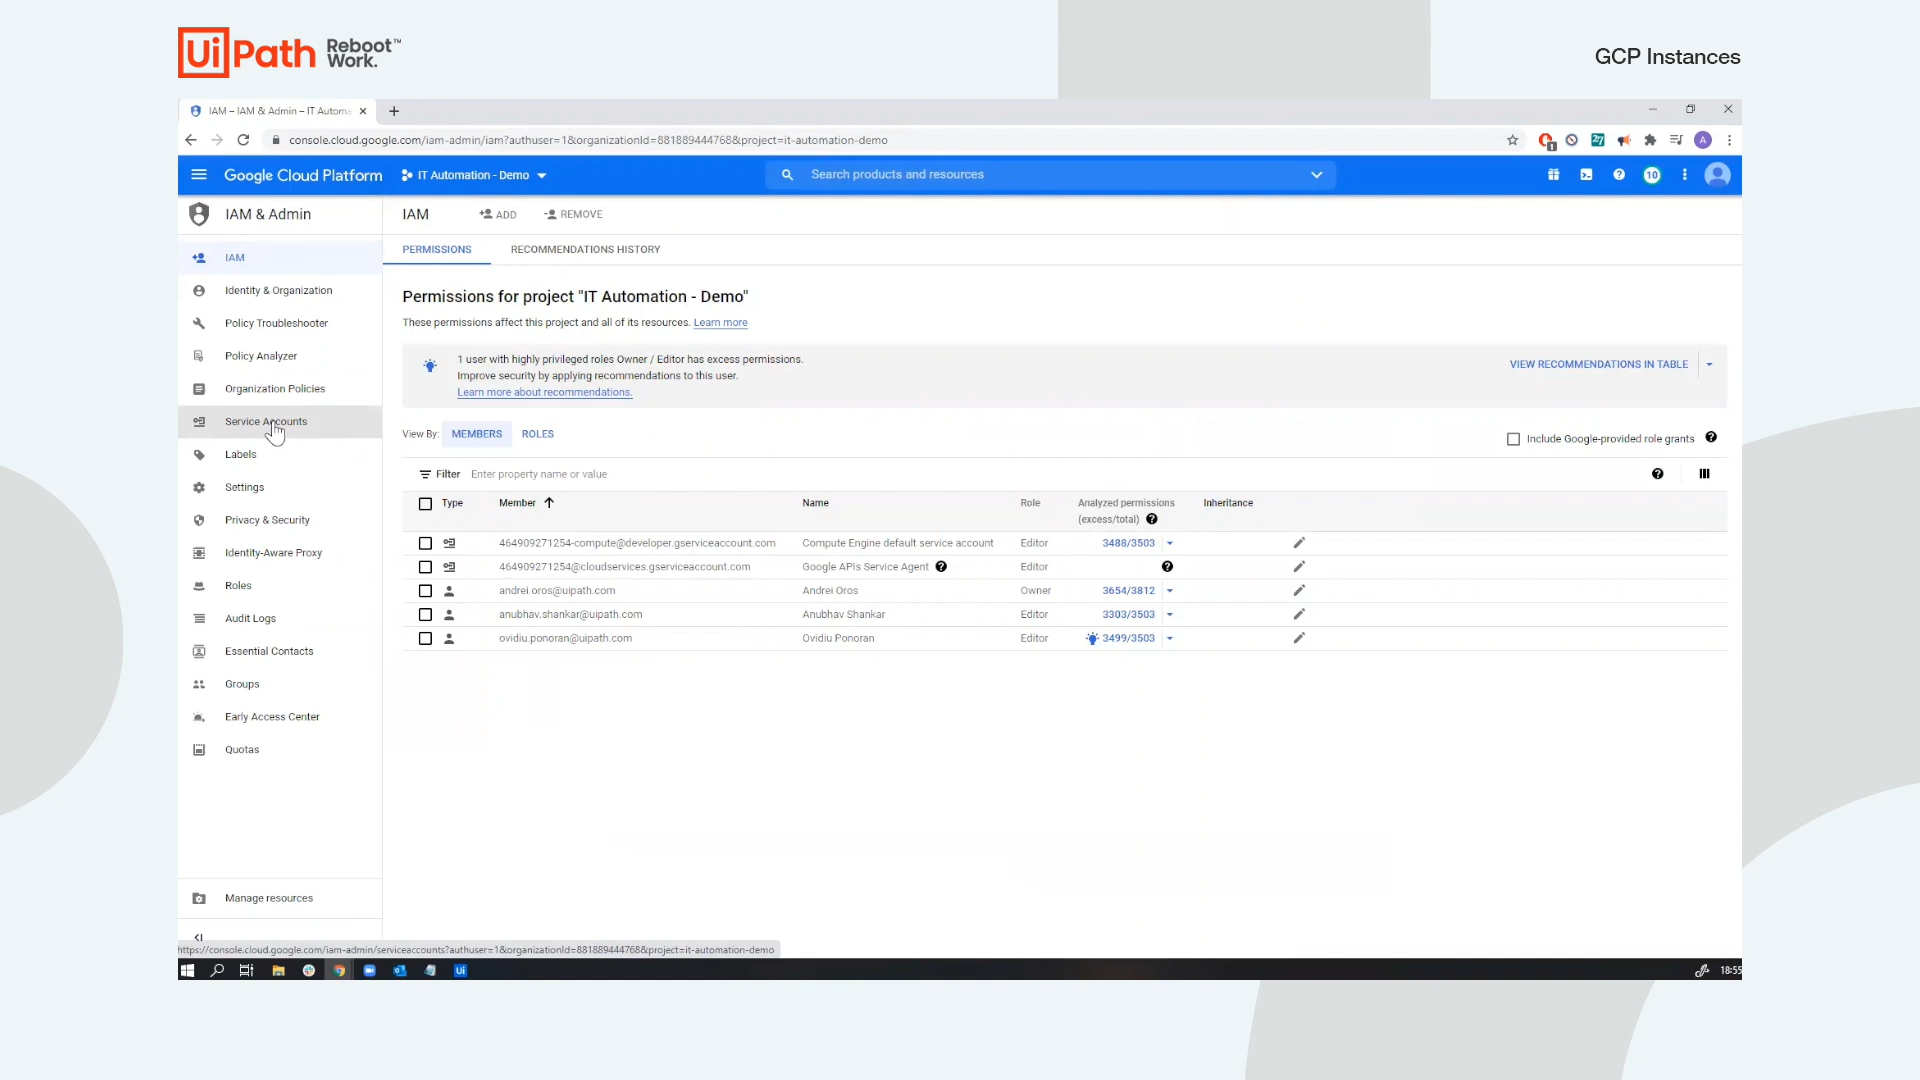 UiPath Reboot Work.™
GCP Instances
IAM – IAM & Admin – IT Automa
console.cloud.google.com/iam-admin/iam?authuser=1&organizationId=881889444768&project=it-automation-demo
Google Cloud Platform
IT Automation - Demo
Search products and resources
10
IAM & Admin
IAM
ADD
REMOVE
PERMISSIONS
RECOMMENDATIONS HISTORY
IAM
Identity & Organization
Policy Troubleshooter
Policy Analyzer
Organization Policies
Service Accounts
Labels
Settings
Privacy & Security
Identity-Aware Proxy
Roles
Audit Logs
Essential Contacts
Groups
Early Access Center
Quotas
Manage resources
Permissions for project "IT Automation - Demo"
These permissions affect this project and all of its resources. Learn more
1 user with highly privileged roles Owner / Editor has excess permissions.
Improve security by applying recommendations to this user.
Learn more about recommendations.
VIEW RECOMMENDATIONS IN TABLE
View By: MEMBERS ROLES
Include Google-provided role grants
Filter Enter property name or value
Type Member Name Role Analyzed permissions (excess/total) Inheritance
464909271254-compute@developer.gserviceaccount.com Compute Engine default service account Editor 3488/3503
464909271254@cloudservices.gserviceaccount.com Google APIs Service Agent Editor
andrei.oros@uipath.com Andrei Oros Owner 3654/3812
anubhav.shankar@uipath.com Anubhav Shankar Editor 3303/3503
ovidiu.ponoran@uipath.com Ovidiu Ponoran Editor 3499/3503
https://console.cloud.google.com/iam-admin/serviceaccounts?authuser=1&organizationId=881889444768&project=it-automation-demo
Ui
18:55